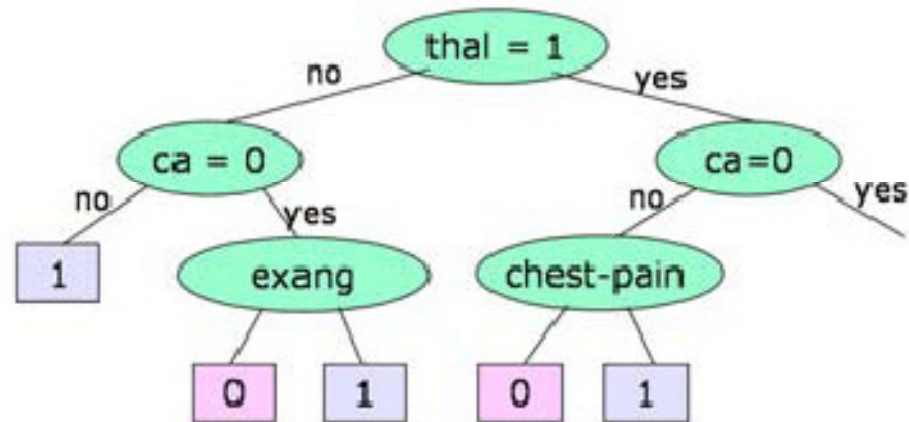 thal = 1
no
yes
ca = 0
ca=0
no
yes
no
yes
1
exang
chest-pain
0
1
0
1